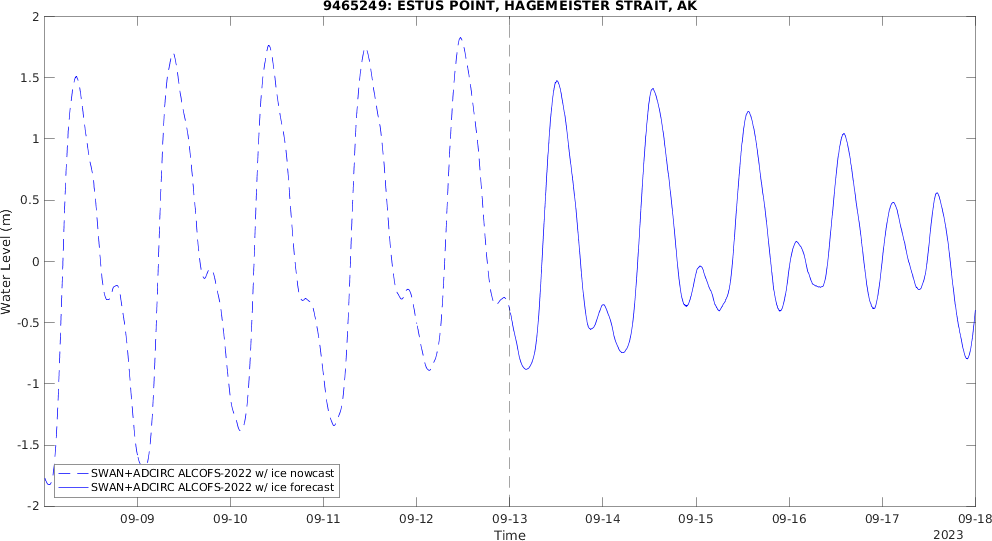 9465249: ESTUS POINT, HAGEMEISTER STRAIT, AK
2
1.5
1
0.5
0
-0.5
-1
-1.5
-2
Water Level (m)
SWAN+ADCIRC ALCOFS-2022 w/ ice nowcast
SWAN+ADCIRC ALCOFS-2022 w/ ice forecast
09-09 09-10 09-11 09-12 09-13 09-14 09-15 09-16 09-17 09-18
Time
2023